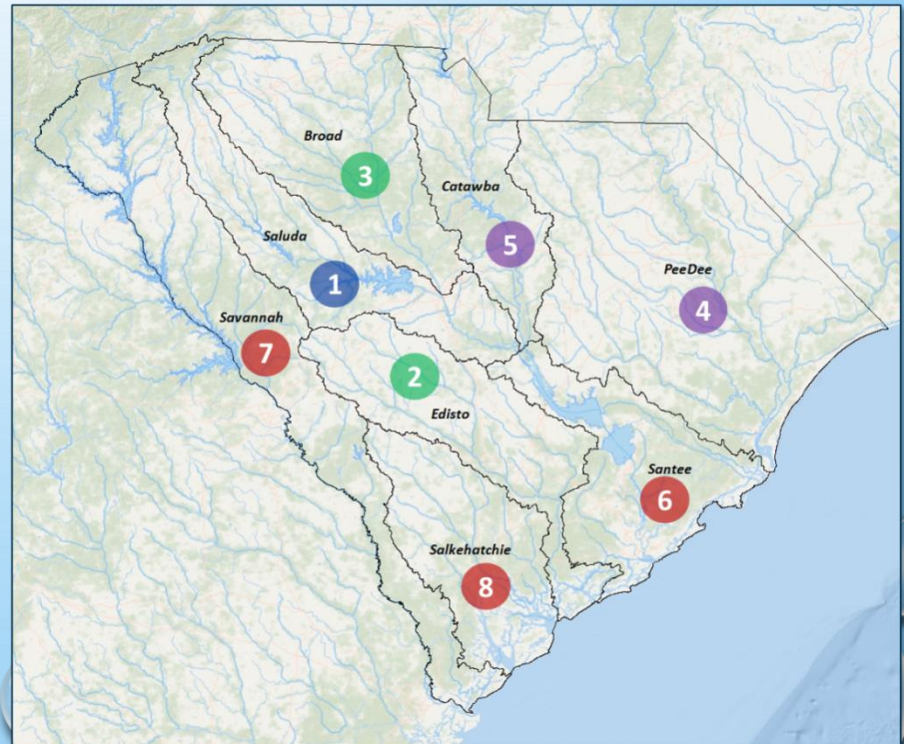 Broad
3
Catawba
5
Saluda
1
PeeDee
4
Savannah
7
2
Edisto
Santee
6
Salkehatchie
8